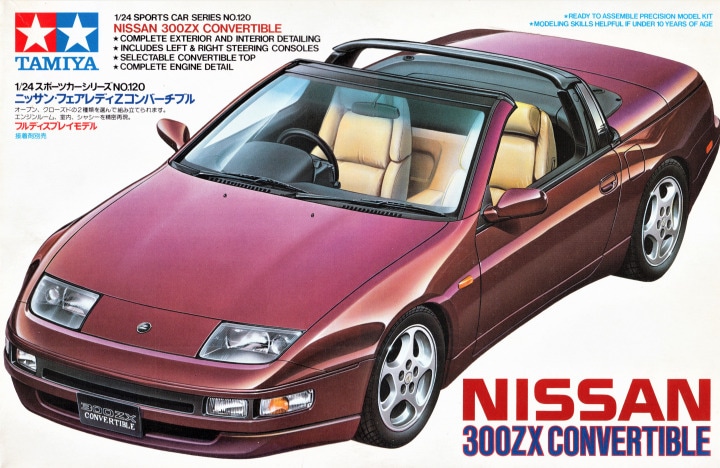 TAMIYA
1/24 SPORTS CAR SERIES NO.120
NISSAN 300ZX CONVERTIBLE
★ COMPLETE EXTERIOR AND INTERIOR DETAILING
★ INCLUDES LEFT & RIGHT STEERING CONSOLES
★ SELECTABLE CONVERTIBLE TOP
★ COMPLETE ENGINE DETAIL
★READY TO ASSEMBLE PRECISION MODEL KIT
★MODELING SKILLS HELPFUL IF UNDER 10 YEARS OF AGE
1/24 スポーツカーシリーズNO.120
ニッサン・フェアレディZコンバーチブル
オープン、クローズドの2種類を選んで組み立てられます。
エンジンルーム、室内、シャシーを精密再現。
フルディスプレイモデル
接着剤別売
300ZX
CONVERTIBLE
NISSAN
300ZX CONVERTIBLE